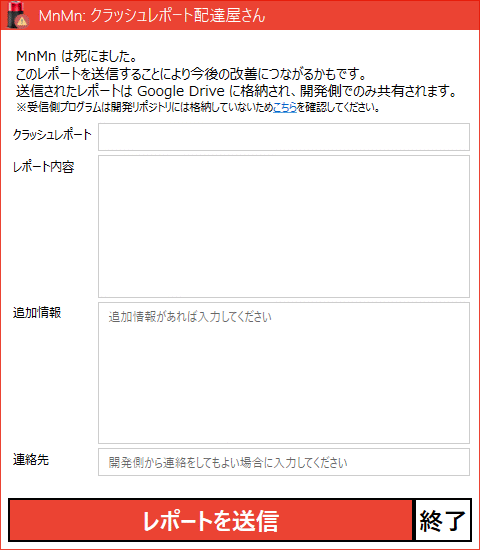 MnMn: クラッシュレポート配達屋さん
MnMn は死にました。
このレポートを送信することにより今後の改善につながるかもです。
送信されたレポートは Google Drive に格納され、開発側でのみ共有されます。
※受信側プログラムは開発リポジトリには格納していないためこちらを確認してください。
クラッシュレポート
レポート内容
追加情報
追加情報があれば入力してください
連絡先
開発側から連絡をしてもよい場合に入力してください
レポートを送信
終了